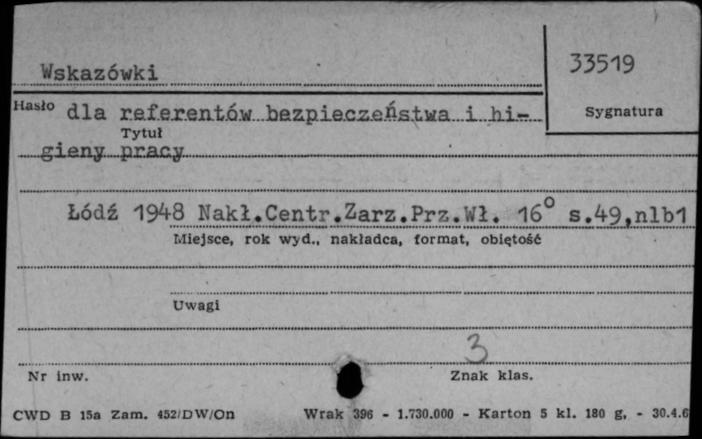 33519
Wskazówki
Hasło dla referentów bezpieczeństwa i hi-
Sygnatura
Tytuł
gieny pracy
Łódź 1948 Nakł.Centr.Zarz.Prz.Wł. 16° s.49,nlb1
Miejsce, rok wyd., nakładca, format, obiętość
Uwagi
3
Nr inw. Znak klas.
CWD B 15a Zam. 452/DW/On Wrak 396 - 1.730.000 - Karton 5 kl. 180 g. - 30.4.6